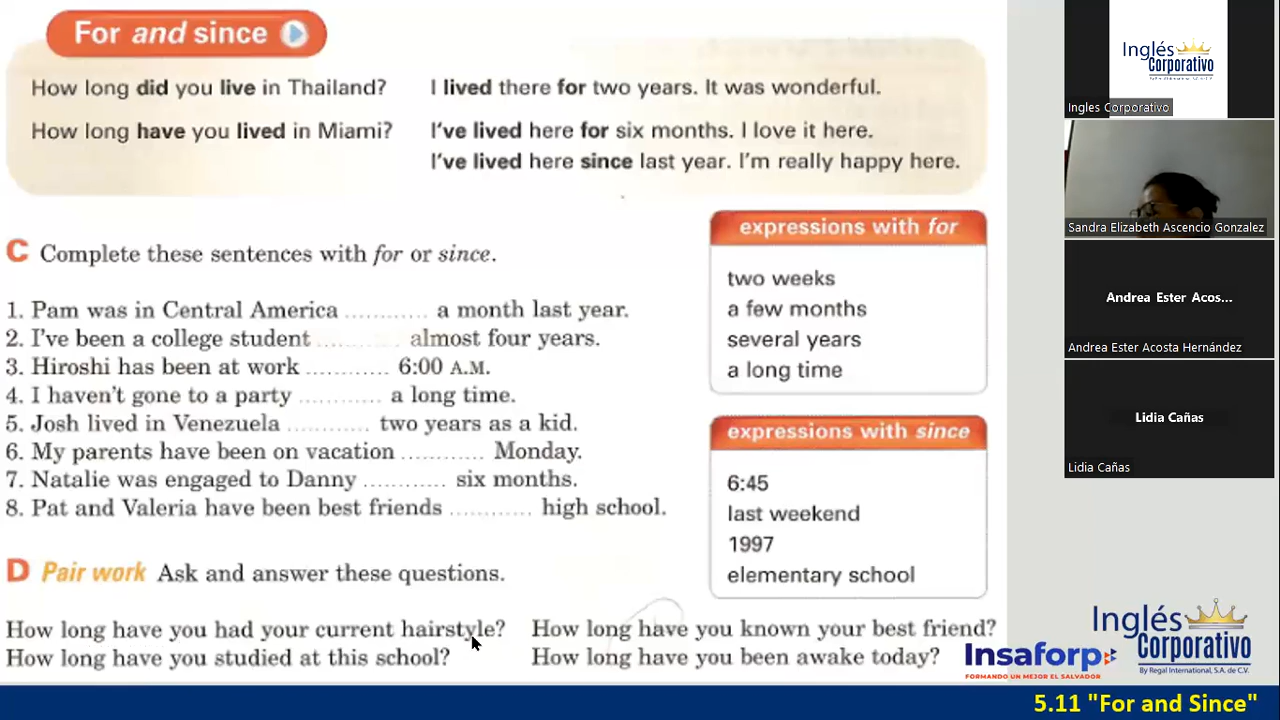 For and since
How long did you live in Thailand? I lived there for two years. It was wonderful.
How long have you lived in Miami? I've lived here for six months. I love it here.
I've lived here since last year. I'm really happy here.
C Complete these sentences with for or since.
1. Pam was in Central America ............ a month last year.
2. I've been a college student ............ almost four years.
3. Hiroshi has been at work ............ 6:00 A.M.
4. I haven't gone to a party ............ a long time.
5. Josh lived in Venezuela ............ two years as a kid.
6. My parents have been on vacation ............ Monday.
7. Natalie was engaged to Danny ............ six months.
8. Pat and Valeria have been best friends ............ high school.
expressions with for
two weeks
a few months
several years
a long time
expressions with since
6:45
last weekend
1997
elementary school
D Pair work Ask and answer these questions.
How long have you had your current hairstyle? How long have you known your best friend?
How long have you studied at this school? How long have you been awake today?
Insaforp
FORMANDO UN MEJOR EL SALVADOR
Inglés
Corporativo
By Regal International, S.A. de C.V.
5.11 "For and Since"
Inglés
Corporativo
Ingles Corporativo
Sandra Elizabeth Ascencio Gonzalez
Andrea Ester Acos...
Andrea Ester Acosta Hernández
Lidia Cañas
Lidia Cañas